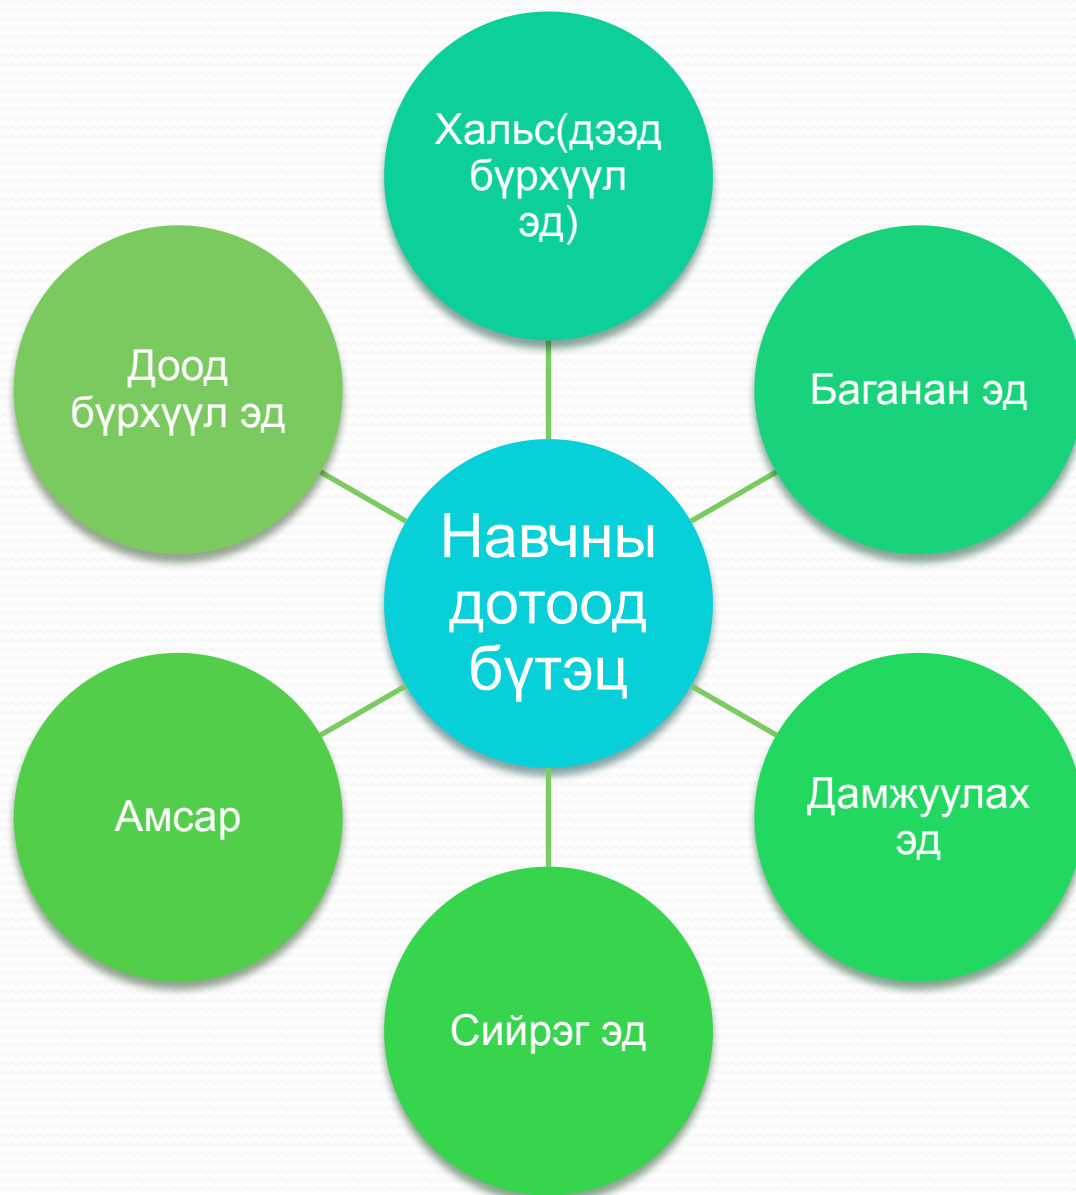 Хальс(дээд
бүрхүүл
эд)
Баганан эд
Дамжуулах
эд
Сийрэг эд
Амсар
Доод
бүрхүүл эд
Навчны
дотоод
бүтэц